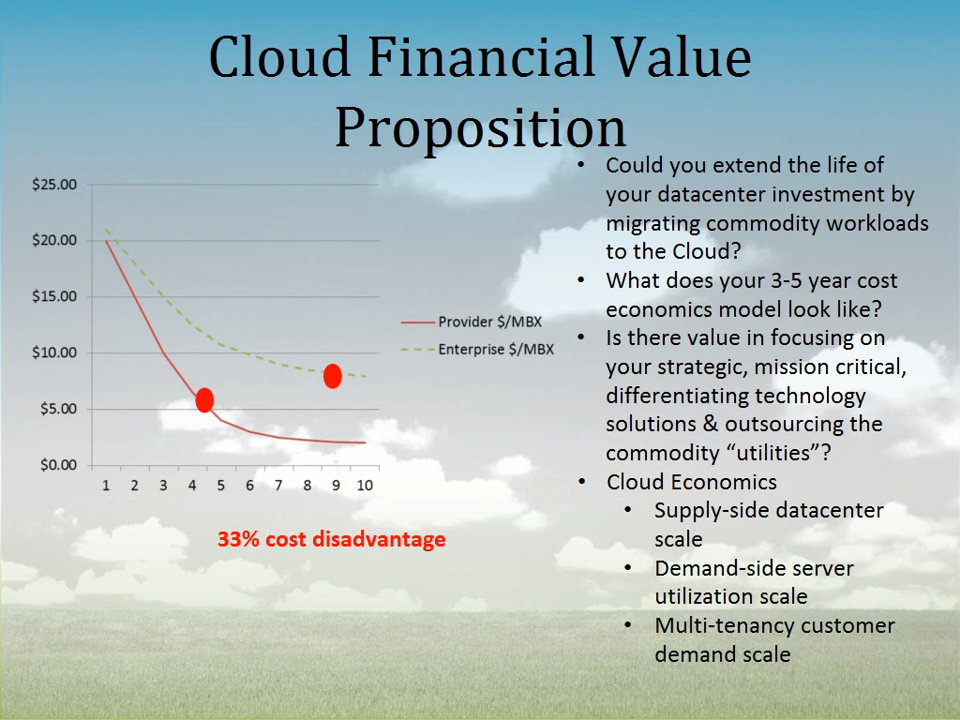 Cloud Financial Value
Proposition
$25.00
$20.00
$15.00
$10.00
$5.00
$0.00
1 2 3 4 5 6 7 8 9 10
Provider $/MBX
Enterprise $/MBX
33% cost disadvantage
• Could you extend the life of
your datacenter investment by
migrating commodity workloads
to the Cloud?
• What does your 3-5 year cost
economics model look like?
• Is there value in focusing on
your strategic, mission critical,
differentiating technology
solutions & outsourcing the
commodity “utilities”?
• Cloud Economics
• Supply-side datacenter
scale
• Demand-side server
utilization scale
• Multi-tenancy customer
demand scale